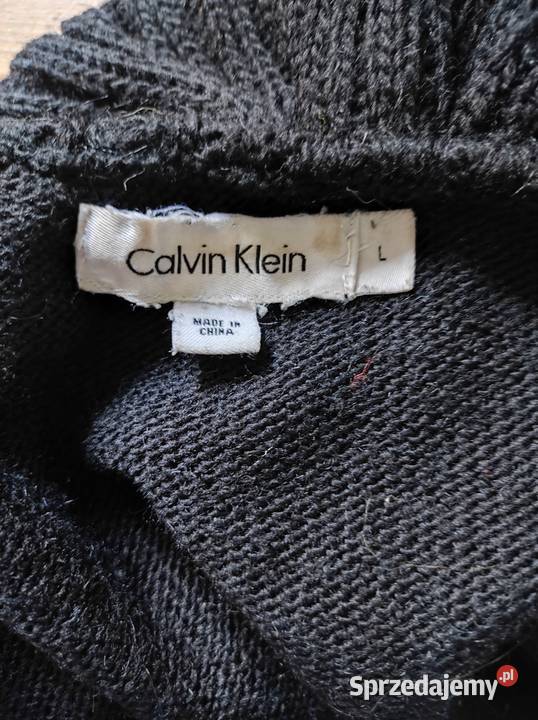 Calvin Klein
L
MADE IN
CHINA
Sprzedajemy.pl